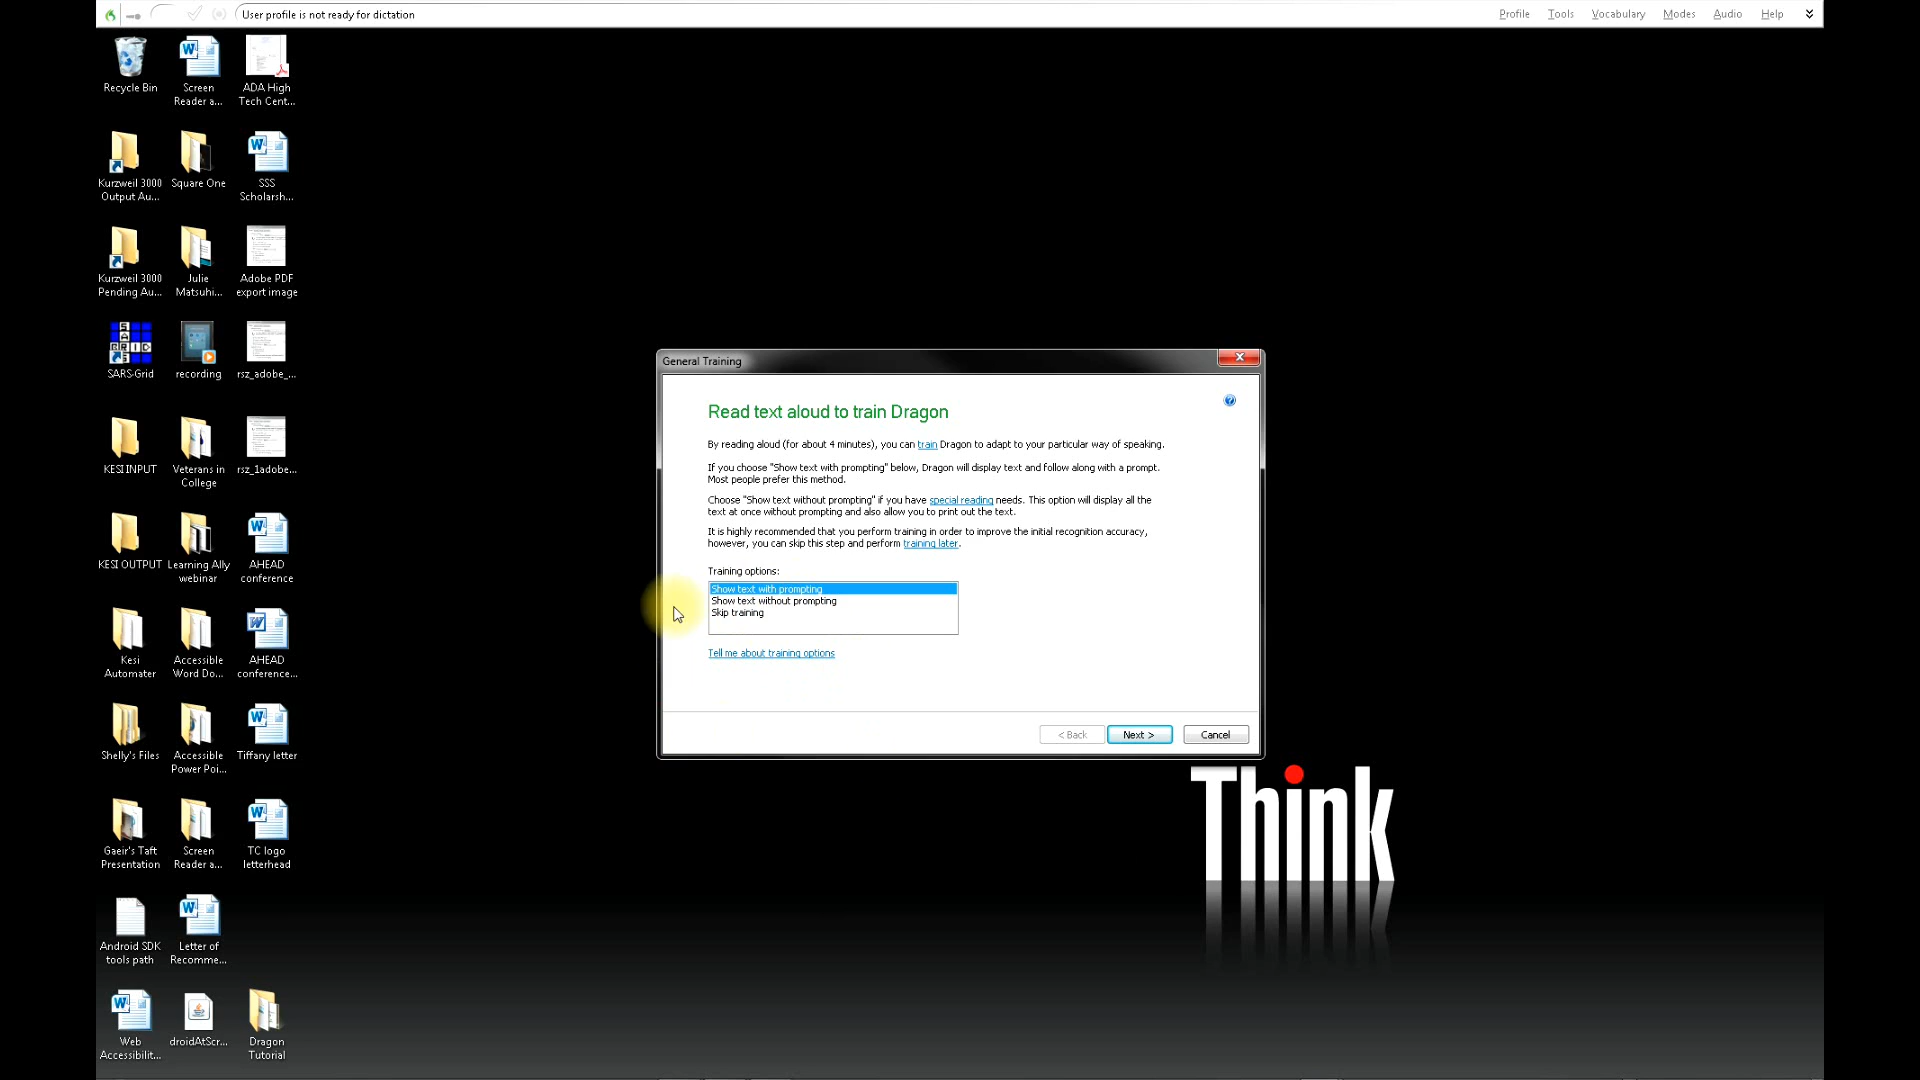 User profile is not ready for dictation
Profile Tools Vocabulary Modes Audio Help
Recycle Bin
Screen
Reader a...
ADA High
Tech Cent...
Kurzweil 3000
Output Au...
Square One
SSS
Scholarsh...
Kurzweil 3000
Pending Au...
Julie
Matsuhi...
Adobe PDF
export image
SARS-Grid
recording
rsz_adobe_...
KESI INPUT
Veterans in
College
rsz_1adobe...
KESI OUTPUT
Learning Ally
webinar
AHEAD
conference
Kesi
Automater
Accessible
Word Do...
AHEAD
conference...
Shelly's Files
Accessible
Power Poi...
Tiffany letter
Gaeir's Taft
Presentation
Screen
Reader a...
TC logo
letterhead
Android SDK
tools path
Letter of
Recomme...
Web
Accessibilit...
droidAtScr...
Dragon
Tutorial
General Training
Read text aloud to train Dragon
By reading aloud (for about 4 minutes), you can train Dragon to adapt to your particular way of speaking.
If you choose "Show text with prompting" below, Dragon will display text and follow along with a prompt.
Most people prefer this method.
Choose "Show text without prompting" if you have special reading needs. This option will display all the
text at once without prompting and also allow you to print out the text.
It is highly recommended that you perform training in order to improve the initial recognition accuracy,
however, you can skip this step and perform training later.
Training options:
Show text with prompting
Show text without prompting
Skip training
Tell me about training options
< Back Next > Cancel
Think